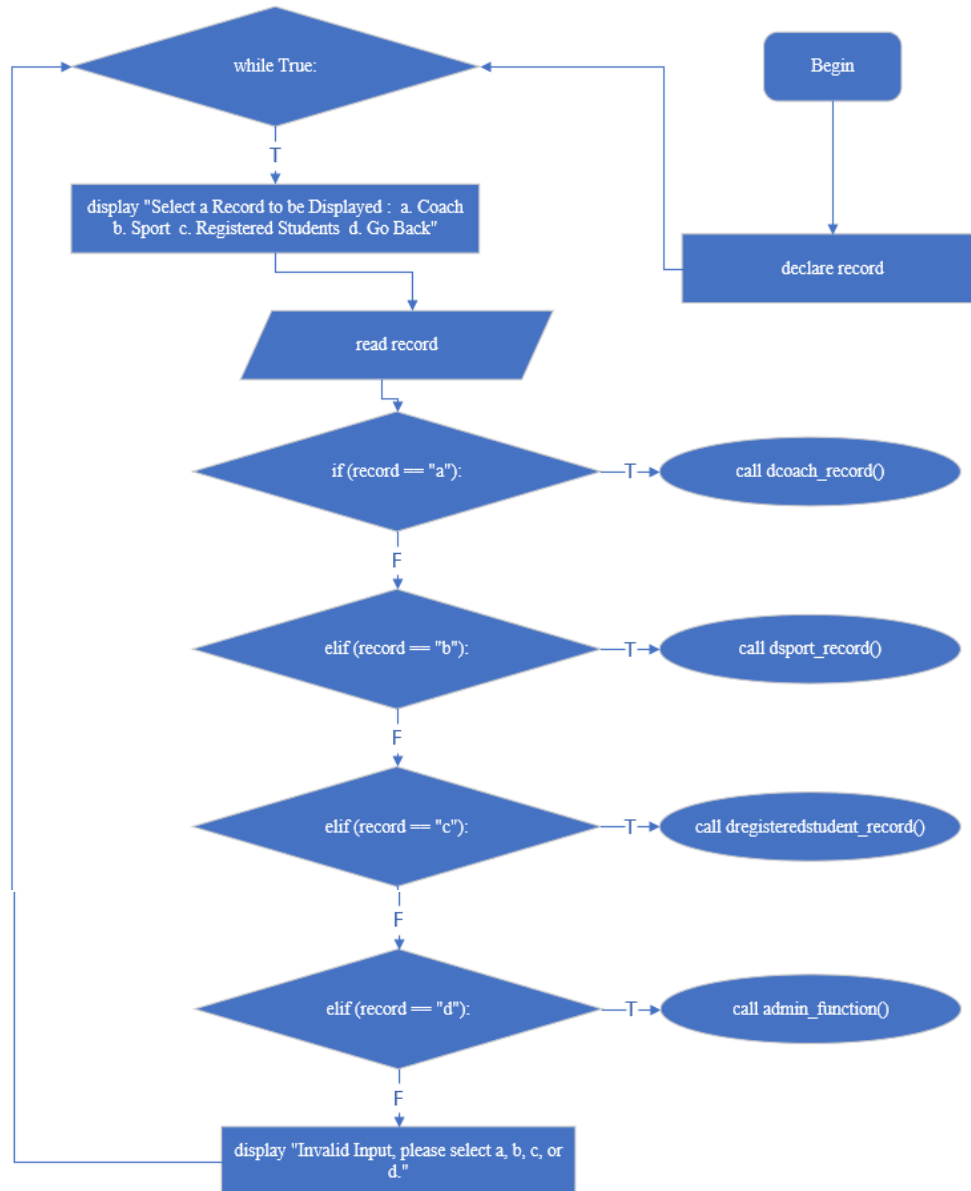 Begin
declare record
while True:
T
display "Select a Record to be Displayed :  a. Coach
b. Sport  c. Registered Students  d. Go Back"
read record
if (record == "a"):
T
call dcoach_record()
F
elif (record == "b"):
T
call dsport_record()
F
elif (record == "c"):
T
call dregisteredstudent_record()
F
elif (record == "d"):
T
call admin_function()
F
display "Invalid Input, please select a, b, c, or
d."